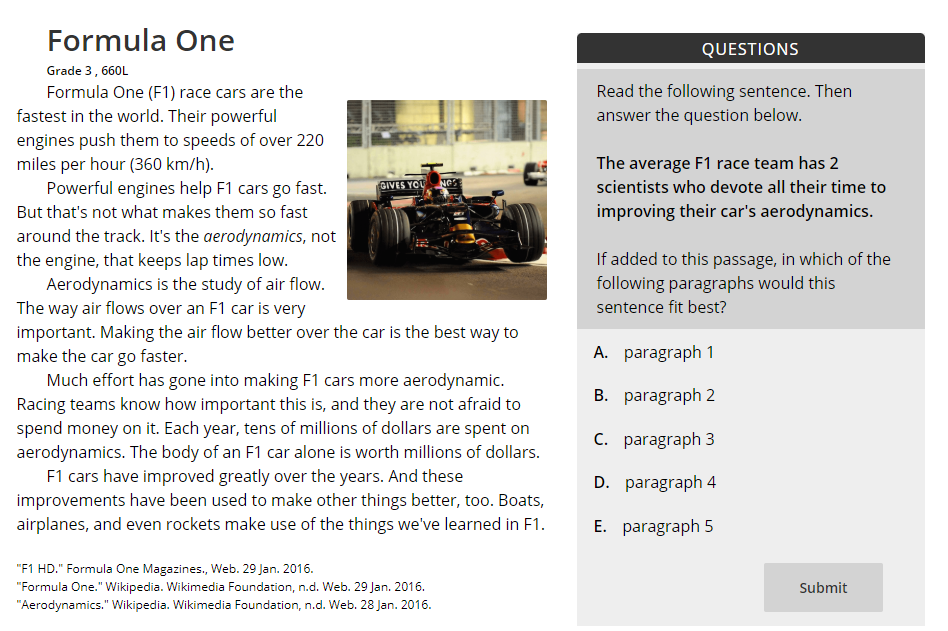 Formula One
Grade 3 , 660L
Formula One (F1) race cars are the
fastest in the world. Their powerful
engines push them to speeds of over 220
miles per hour (360 km/h).
Powerful engines help F1 cars go fast.
But that's not what makes them so fast
around the track. It's the aerodynamics, not
the engine, that keeps lap times low.
Aerodynamics is the study of air flow.
The way air flows over an F1 car is very
important. Making the air flow better over the car is the best way to
make the car go faster.
Much effort has gone into making F1 cars more aerodynamic.
Racing teams know how important this is, and they are not afraid to
spend money on it. Each year, tens of millions of dollars are spent on
aerodynamics. The body of an F1 car alone is worth millions of dollars.
F1 cars have improved greatly over the years. And these
improvements have been used to make other things better, too. Boats,
airplanes, and even rockets make use of the things we've learned in F1.
"F1 HD." Formula One Magazines., Web. 29 Jan. 2016.
"Formula One." Wikipedia. Wikimedia Foundation, n.d. Web. 29 Jan. 2016.
"Aerodynamics." Wikipedia. Wikimedia Foundation, n.d. Web. 28 Jan. 2016.
GIVES YOU
QUESTIONS
Read the following sentence. Then
answer the question below.
The average F1 race team has 2
scientists who devote all their time to
improving their car's aerodynamics.
If added to this passage, in which of the
following paragraphs would this
sentence fit best?
A. paragraph 1
B. paragraph 2
C. paragraph 3
D. paragraph 4
E. paragraph 5
Submit